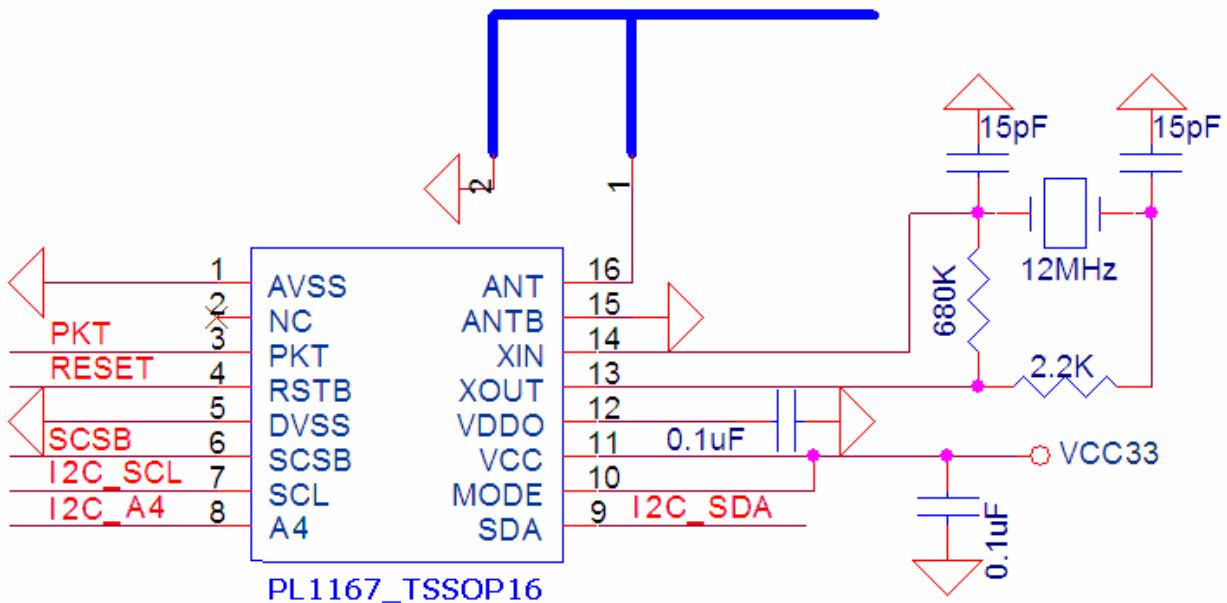 15pF
15pF
2
1
12MHz
680K
2.2K
1
AVSS
ANT
16
2
NC
ANTB
15
PKT
3
PKT
XIN
14
RESET
4
RSTB
XOUT
13
5
DVSS
VDDO
12
0.1uF
SCSB
6
SCSB
VCC
11
VCC33
I2C_SCL
7
SCL
MODE
10
I2C_A4
8
A4
SDA
9
I2C_SDA
0.1uF
PL1167_TSSOP16